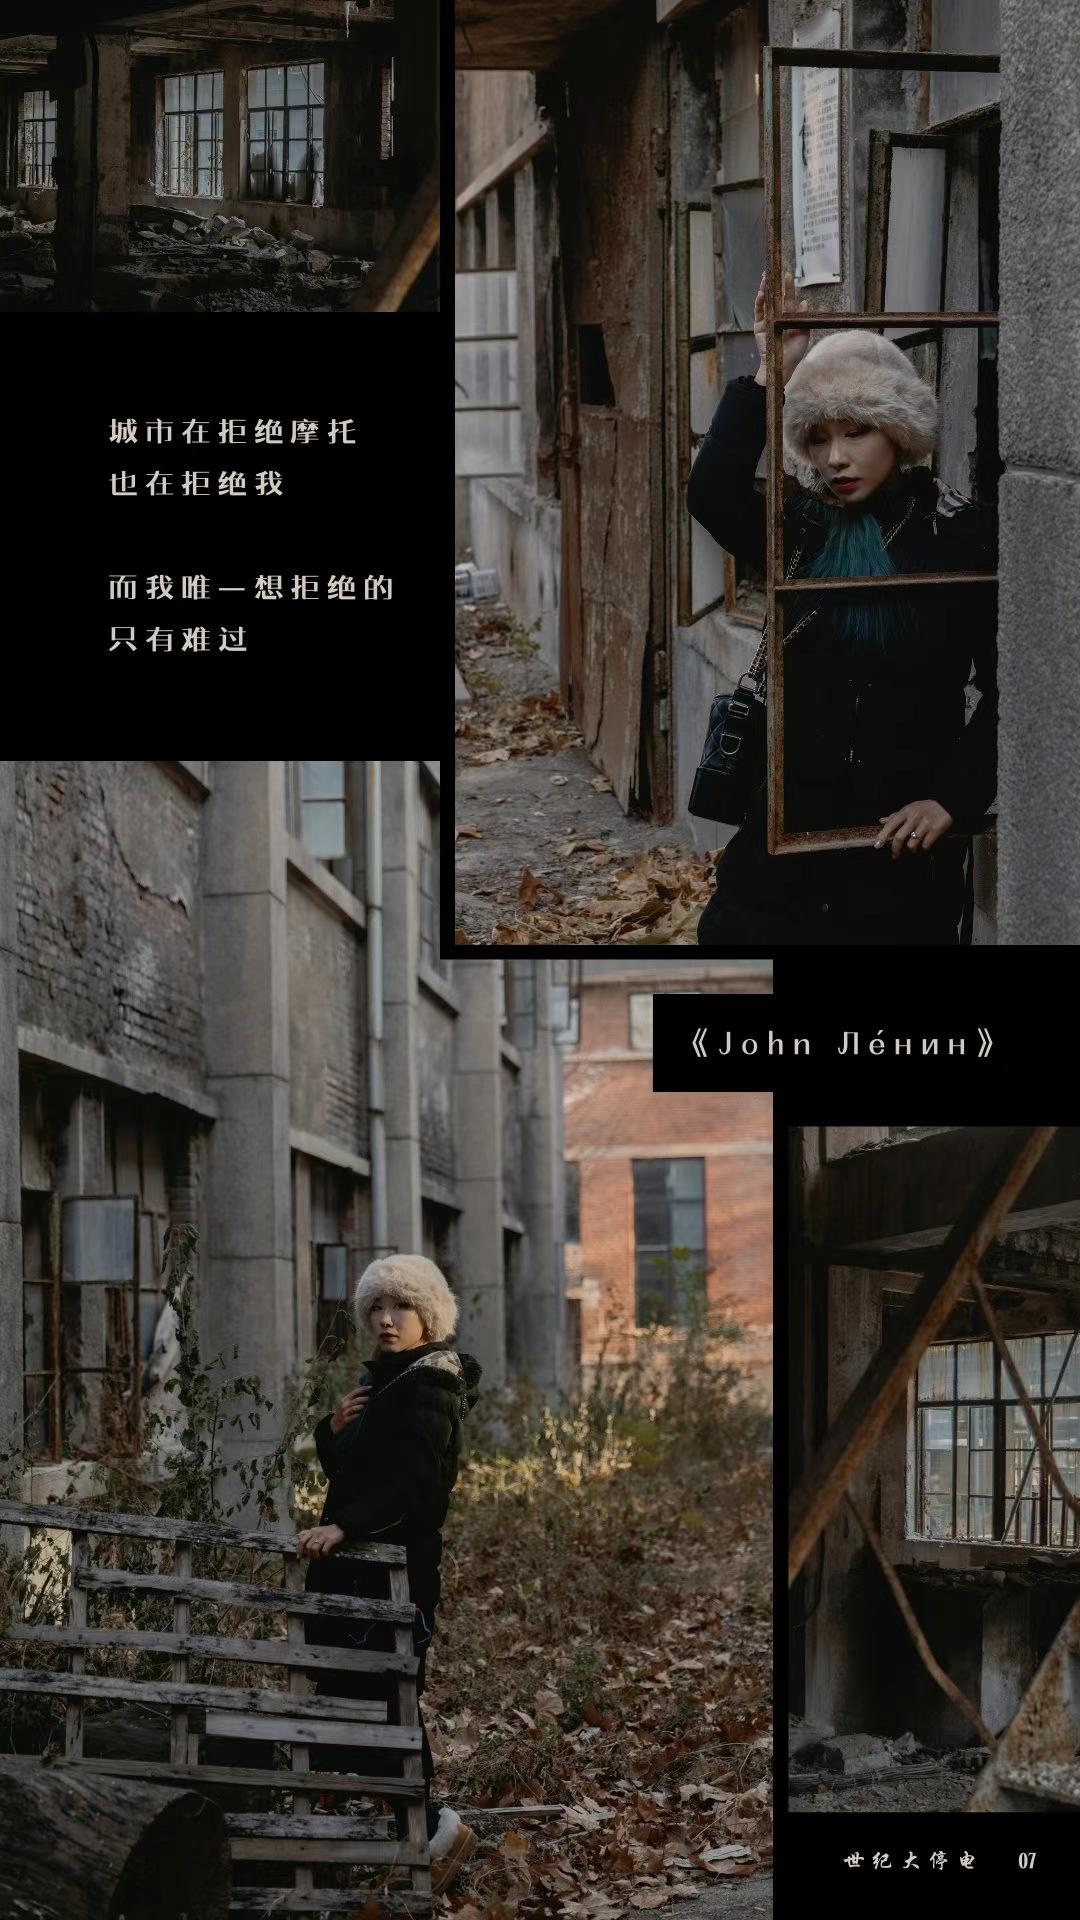 城市在拒绝摩托
也在拒绝我
而我唯一想拒绝的
只有难过
《John Ле́нин》
世纪大停电 07